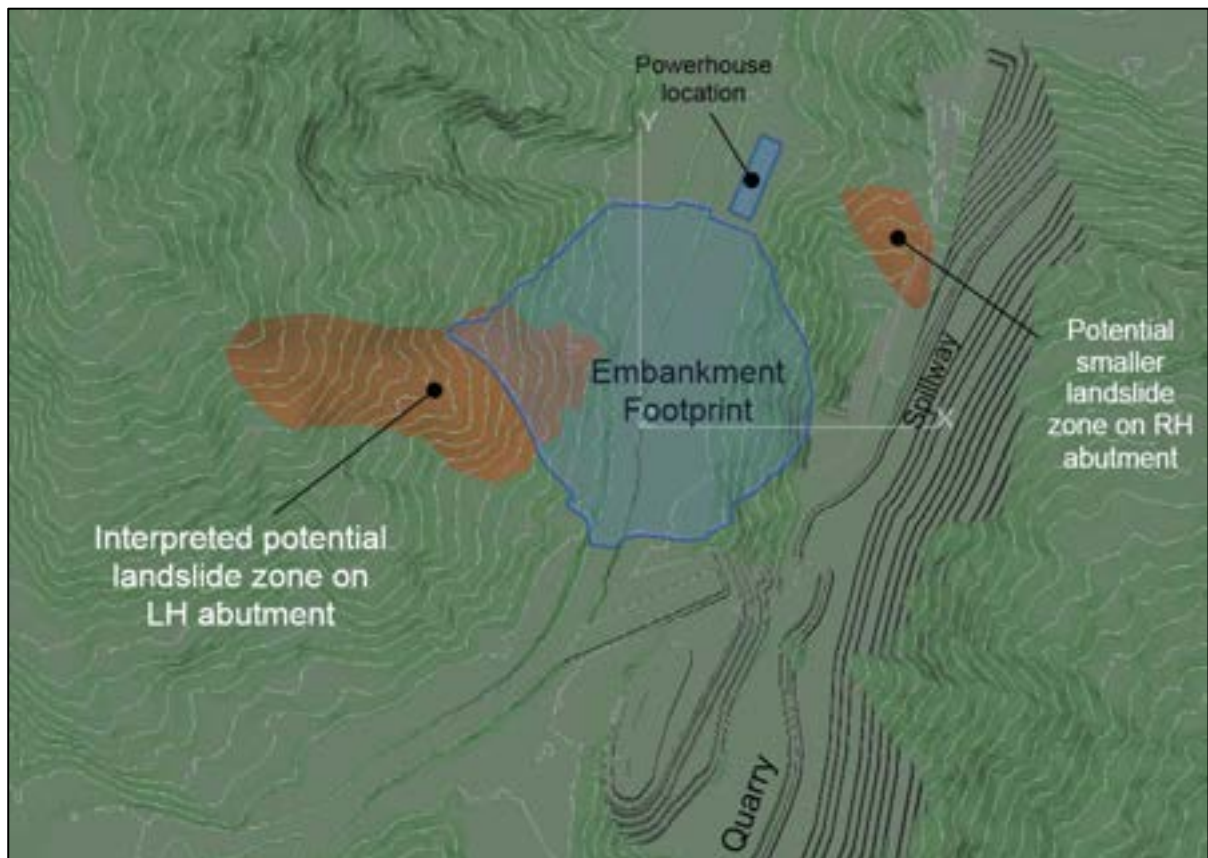 Powerhouse
location
Y
Embankment
Footprint
X
Spillway
Potential
smaller
landslide
zone on RH
abutment
Interpreted potential
landslide zone on
LH abutment
Quarry